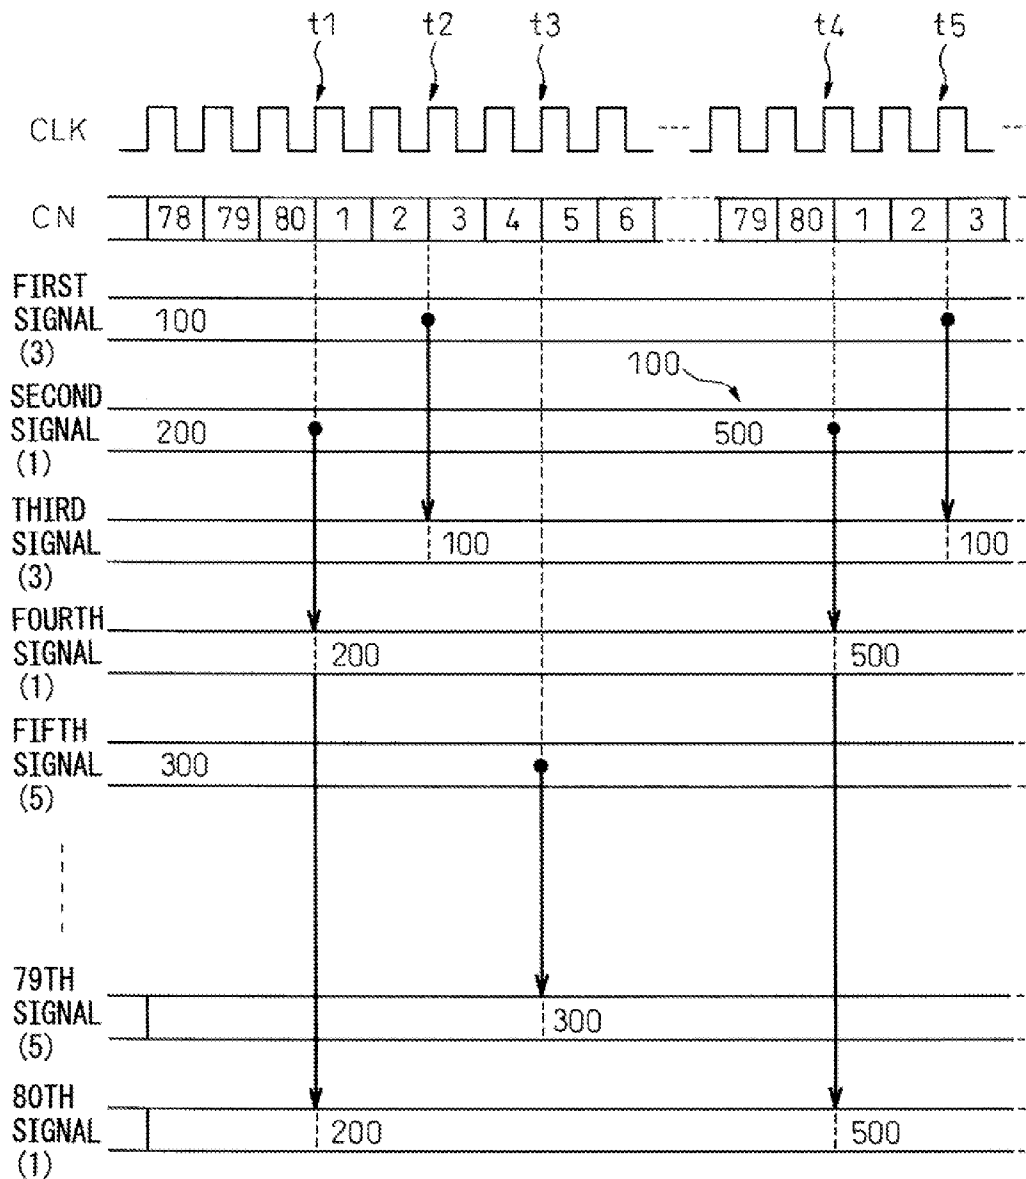 t1 t2 t3 t4 t5
CLK
CN 78 79 80 1 2 3 4 5 6 79 80 1 2 3
FIRST
SIGNAL 100
(3)
100
SECOND
SIGNAL 200 500
(1)
THIRD
SIGNAL 100 100
(3)
FOURTH
SIGNAL 200 500
(1)
FIFTH
SIGNAL 300
(5)
79TH
SIGNAL 300
(5)
80TH
SIGNAL 200 500
(1)